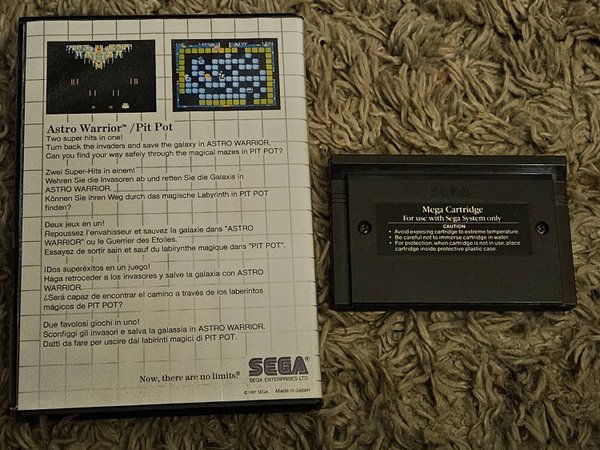 Astro Warrior™/Pit Pot
Two super hits in one!
Turn back the invaders and save the galaxy in ASTRO WARRIOR.
Can you find your way safely through the magical mazes in PIT POT?
Zwei Super-Hits in einem!
Wehren Sie die Invasoren ab und retten Sie die Galaxis in
ASTRO WARRIOR.
Können Sie ihren Weg durch das magische Labyrinth in PIT POT
finden?
Deux jeux en un!
Repoussez l'envahisseur et sauvez la galaxie dans "ASTRO
WARRIOR" ou le Guerrier des Etoiles.
Essayez de sortir sain et sauf du labyrinthe magique dans "PIT POT".
¡Dos superéxitos en un juego!
Haga retroceder a los invasores y salve la galaxia con ASTRO
WARRIOR.
¿Será capaz de encontrar el camino a través de los laberintos
mágicos de PIT POT?
Due favolosi giochi in uno!
Sconfiggi gli invasori e salva la galassia in ASTRO WARRIOR.
Datti da fare per uscire dai labirinti magici di PIT POT.
Now, there are no limits.®
SEGA®
SEGA ENTERPRISES LTD.
©1987 SEGA Made in Japan
SEGA
Mega Cartridge
For use with Sega System only
CAUTION
• Avoid exposing cartridge to extreme temperature.
• Be careful not to immerse cartridge in water.
• For protection, when cartridge is not in use, place
cartridge inside protective plastic case.